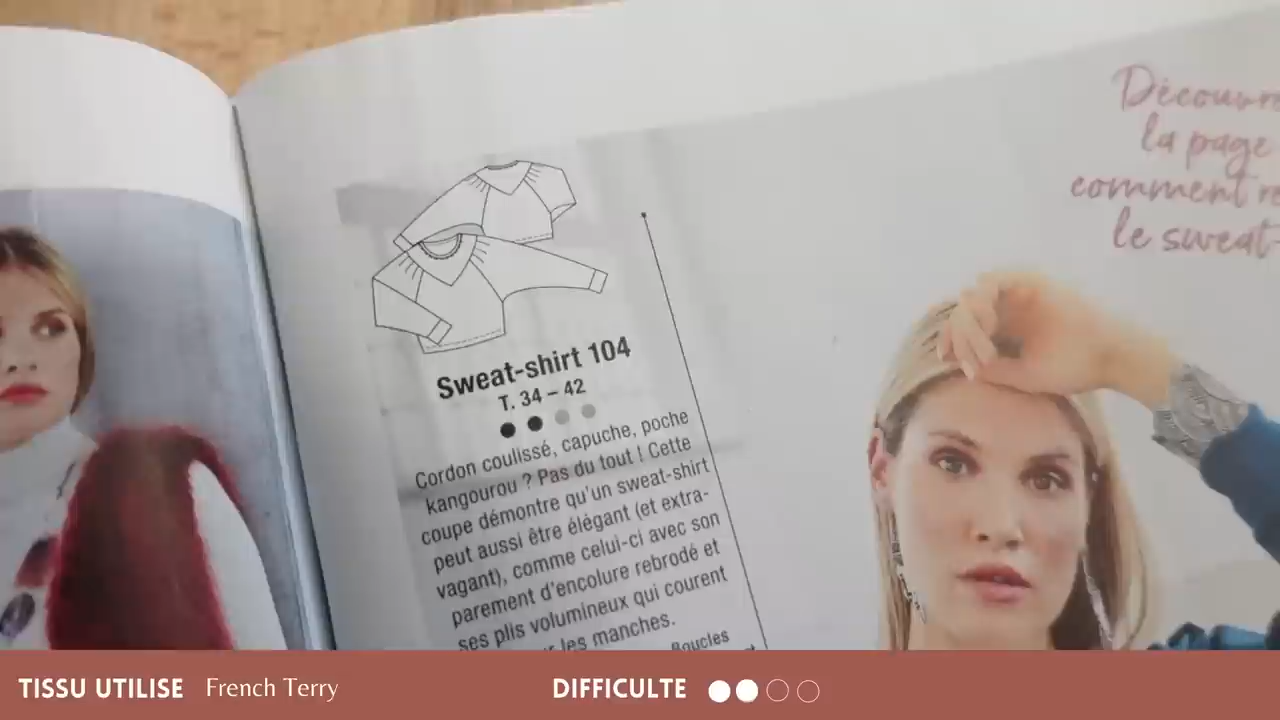 Découvre
la page
comment re
le sweat-
Sweat-shirt 104
T. 34 – 42
Cordon coulissé, capuche, poche
kangourou ? Pas du tout ! Cette
coupe démontre qu'un sweat-shirt
peut aussi être élégant (et extra-
vagant), comme celui-ci avec son
parement d'encolure rebrodé et
ses plis volumineux qui courent
les manches.
Boucles
TISSU UTILISE French Terry
DIFFICULTE